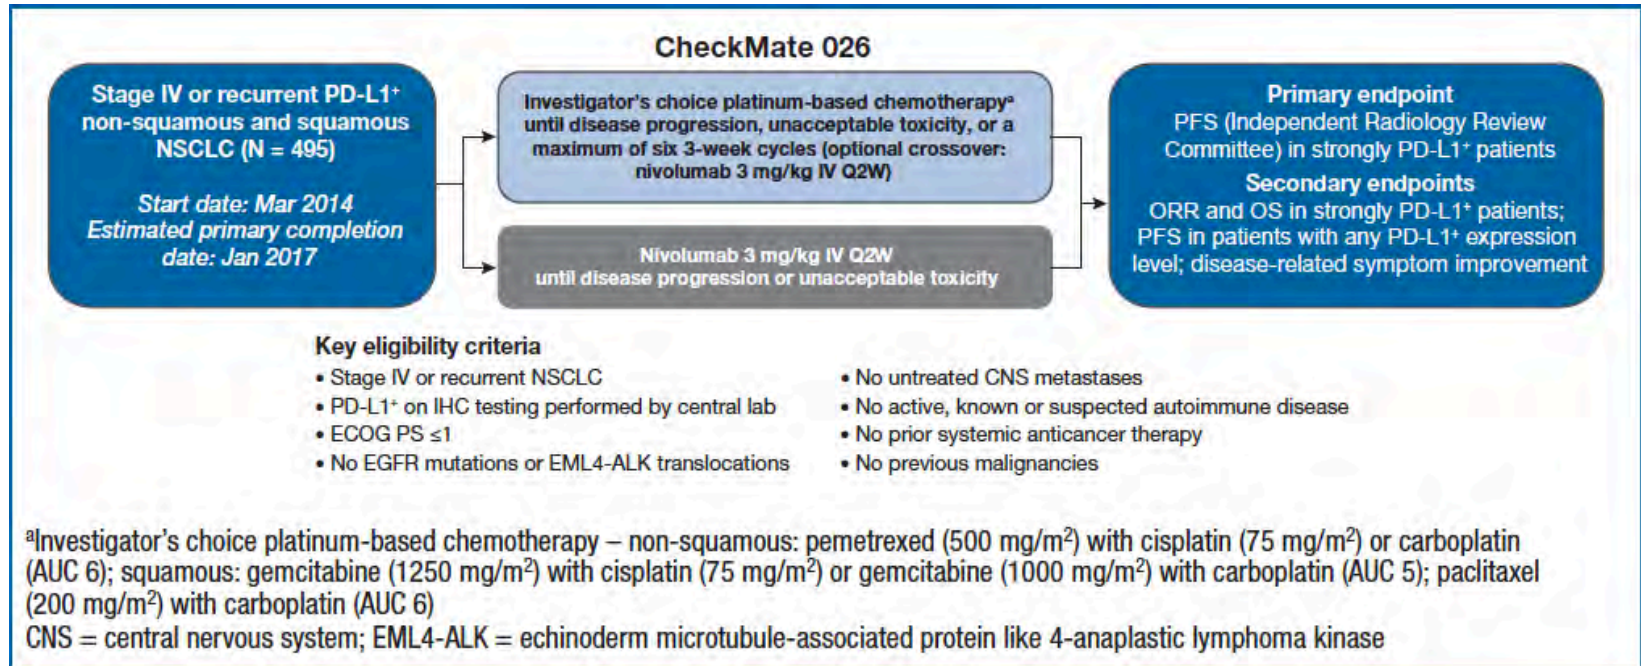 CheckMate 026
Stage IV or recurrent PD-L1⁺
non-squamous and squamous
NSCLC (N = 495)
Start date: Mar 2014
Estimated primary completion
date: Jan 2017
Investigator's choice platinum-based chemotherapyᵃ
until disease progression, unacceptable toxicity, or a
maximum of six 3-week cycles (optional crossover:
nivolumab 3 mg/kg IV Q2W)
Nivolumab 3 mg/kg IV Q2W
until disease progression or unacceptable toxicity
Primary endpoint
PFS (Independent Radiology Review
Committee) in strongly PD-L1⁺ patients
Secondary endpoints
ORR and OS in strongly PD-L1⁺ patients;
PFS in patients with any PD-L1⁺ expression
level; disease-related symptom improvement
Key eligibility criteria
• Stage IV or recurrent NSCLC
• PD-L1⁺ on IHC testing performed by central lab
• ECOG PS ≤1
• No EGFR mutations or EML4-ALK translocations
• No untreated CNS metastases
• No active, known or suspected autoimmune disease
• No prior systemic anticancer therapy
• No previous malignancies
ᵃInvestigator's choice platinum-based chemotherapy – non-squamous: pemetrexed (500 mg/m²) with cisplatin (75 mg/m²) or carboplatin
(AUC 6); squamous: gemcitabine (1250 mg/m²) with cisplatin (75 mg/m²) or gemcitabine (1000 mg/m²) with carboplatin (AUC 5); paclitaxel
(200 mg/m²) with carboplatin (AUC 6)
CNS = central nervous system; EML4-ALK = echinoderm microtubule-associated protein like 4-anaplastic lymphoma kinase